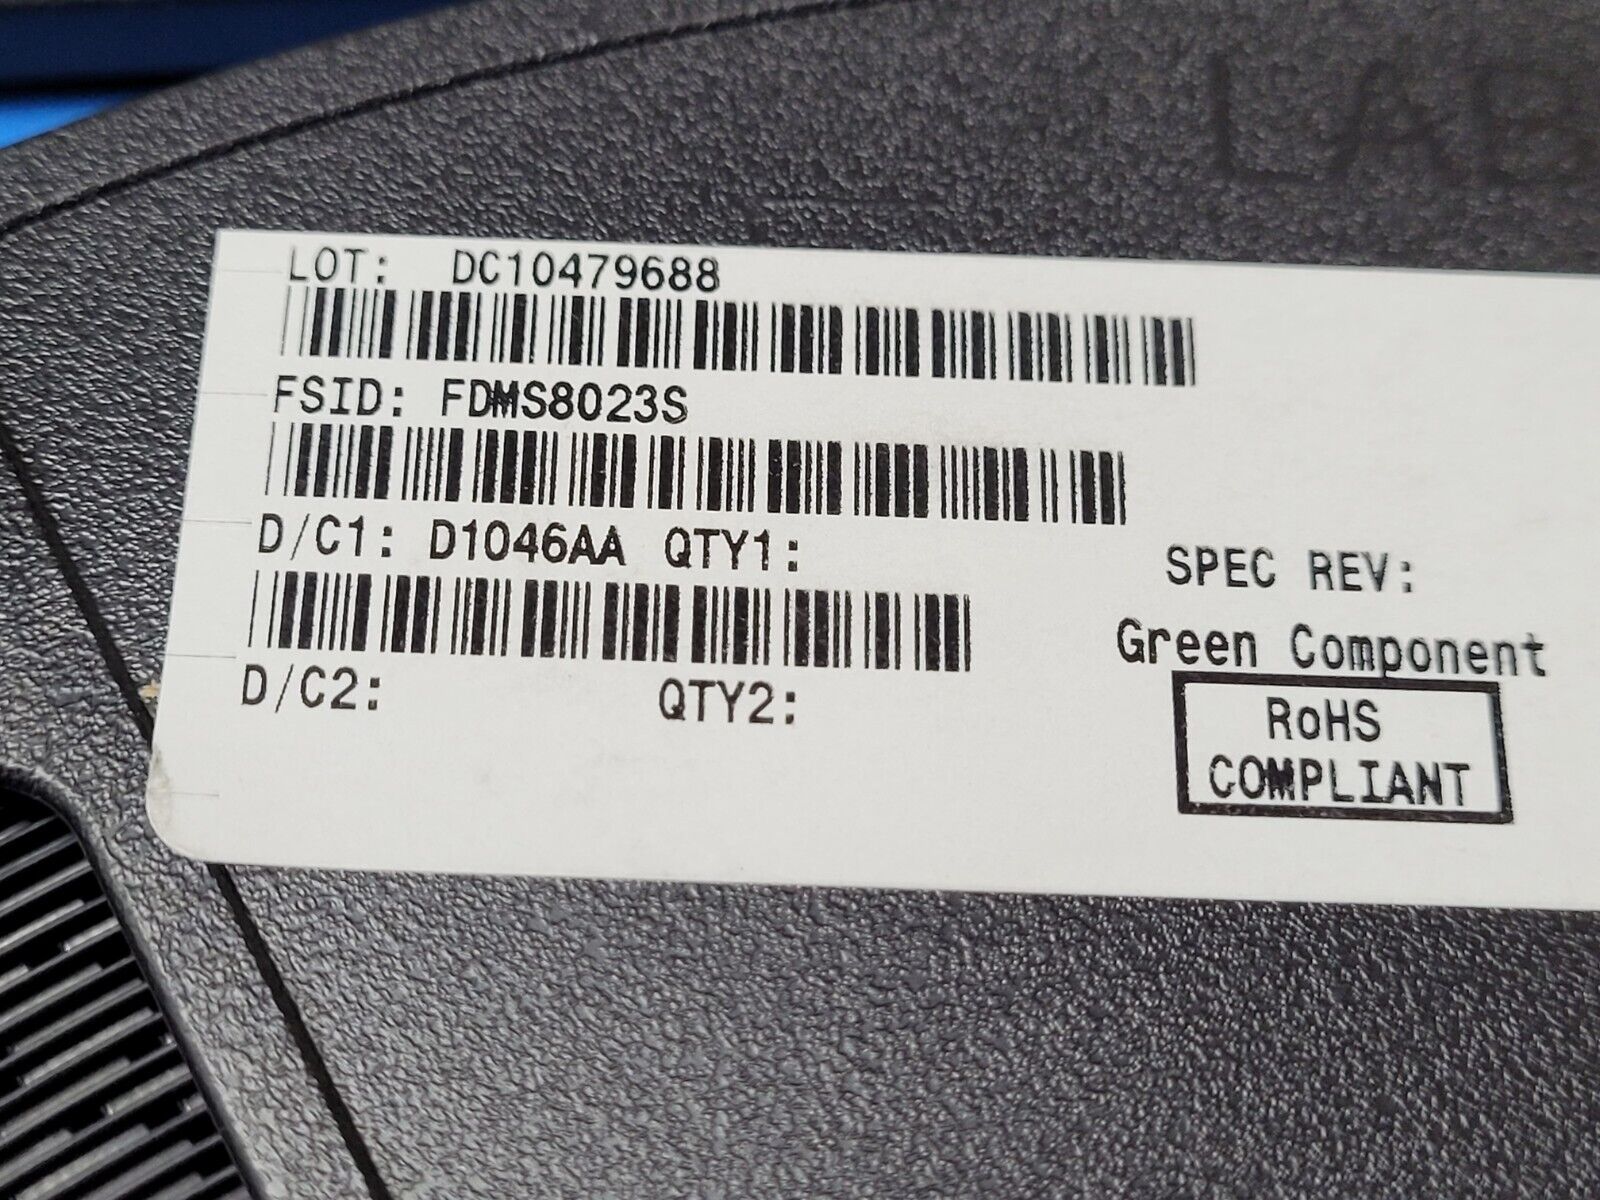 LOT: DC10479688
FSID: FDMS8023S
D/C1: D1046AA QTY1:
SPEC REV:
Green Component
D/C2: QTY2:
RoHS
COMPLIANT